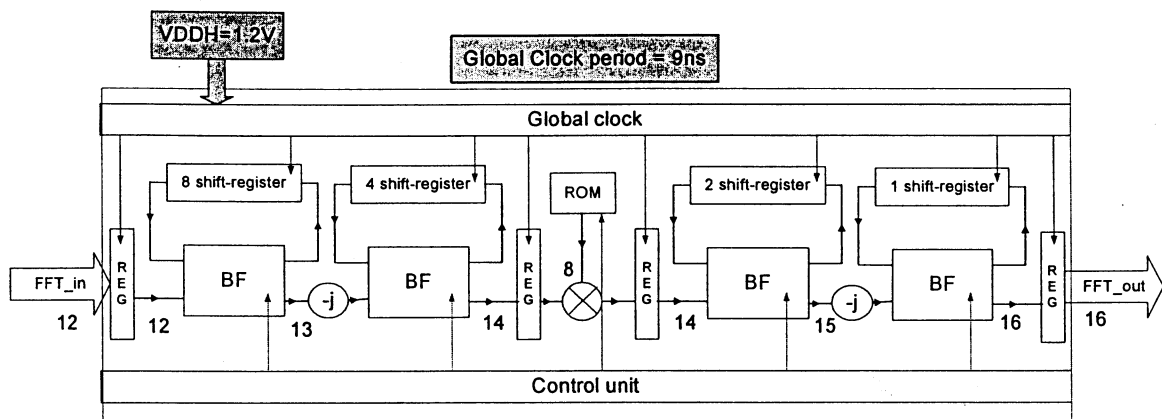 VDDH=1.2V
Global Clock period = 9ns
Global clock
8 shift-register
4 shift-register
ROM
2 shift-register
1 shift-register
FFT_in
12
REG
12
BF
13
-j
BF
14
REG
8
REG
14
BF
15
-j
BF
16
REG
FFT_out
16
Control unit